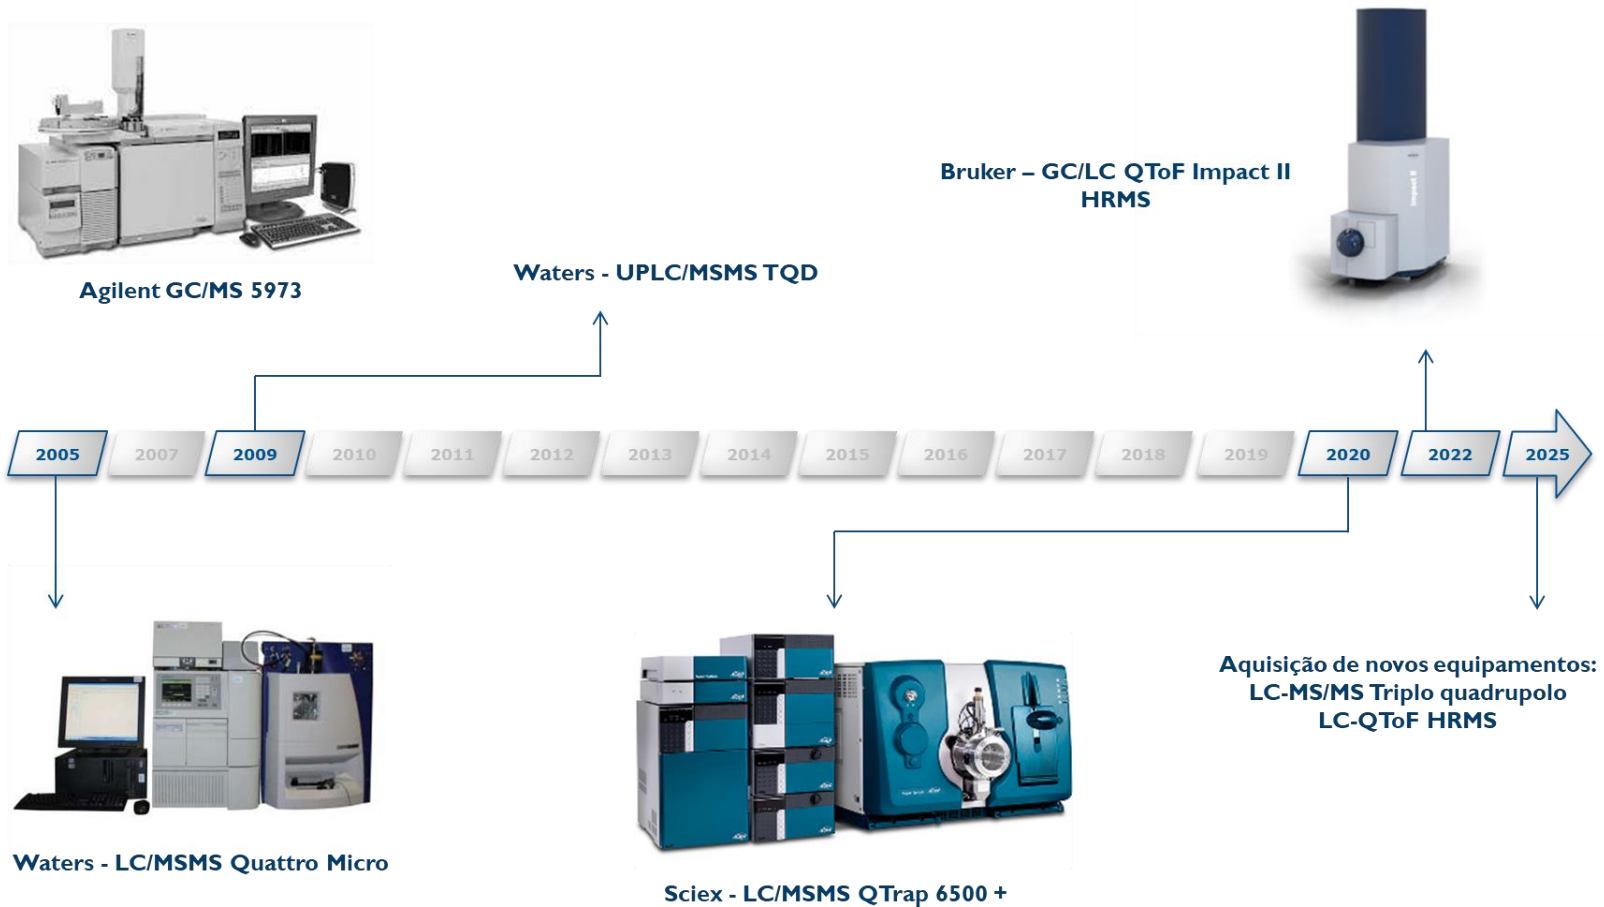 Bruker – GC/LC QToF Impact II
HRMS
Impact II
Waters - UPLC/MSMS TQD
Agilent GC/MS 5973
2005
2007
2009
2010
2011
2012
2013
2014
2015
2016
2017
2018
2019
2020
2022
2025
Aquisição de novos equipamentos:
LC-MS/MS Triplo quadrupolo
LC-QToF HRMS
Waters - LC/MSMS Quattro Micro
Sciex - LC/MSMS QTrap 6500 +